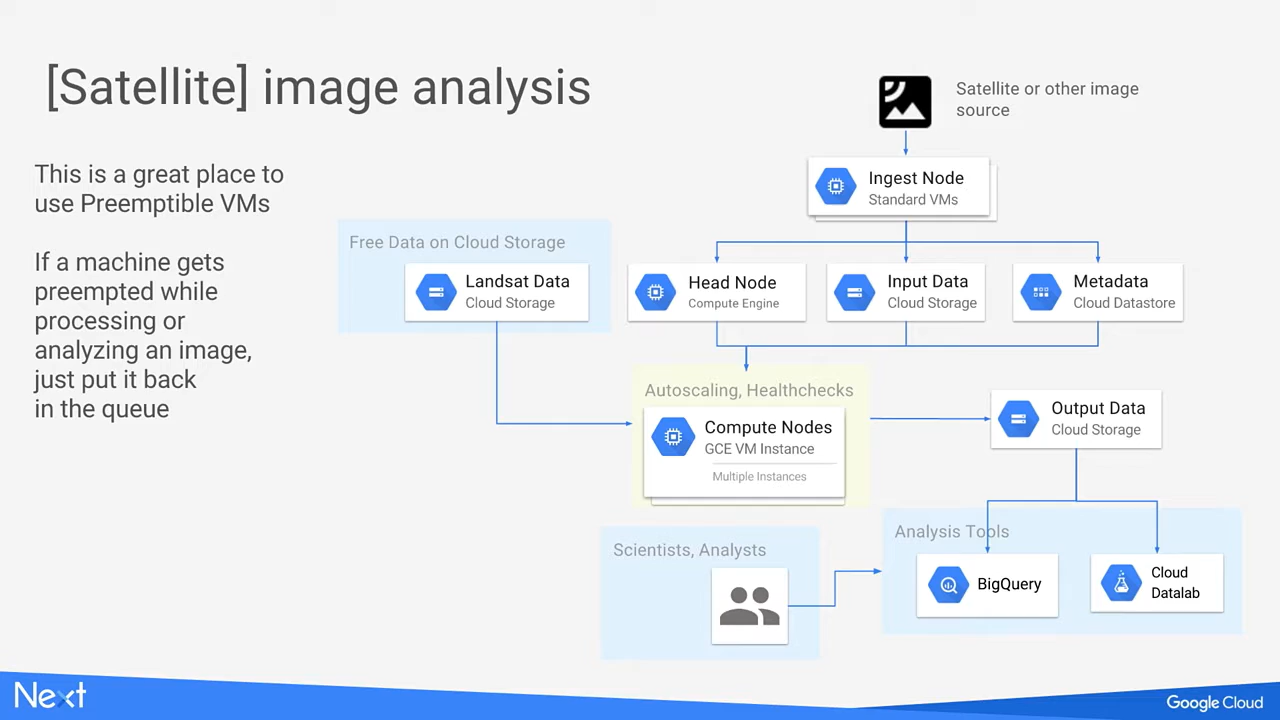 [Satellite] image analysis
This is a great place to
use Preemptible VMs
If a machine gets
preempted while
processing or
analyzing an image,
just put it back
in the queue
Satellite or other image
source
Ingest Node
Standard VMs
Free Data on Cloud Storage
Landsat Data
Cloud Storage
Head Node
Compute Engine
Input Data
Cloud Storage
Metadata
Cloud Datastore
Autoscaling, Healthchecks
Compute Nodes
GCE VM Instance
Multiple Instances
Output Data
Cloud Storage
Scientists, Analysts
Analysis Tools
BigQuery
Cloud
Datalab
Next
Google Cloud